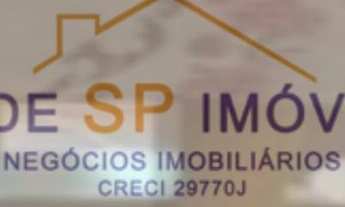 DE SP IMÓV
NEGÓCIOS IMOBILIÁRIOS
CRECI 29770J